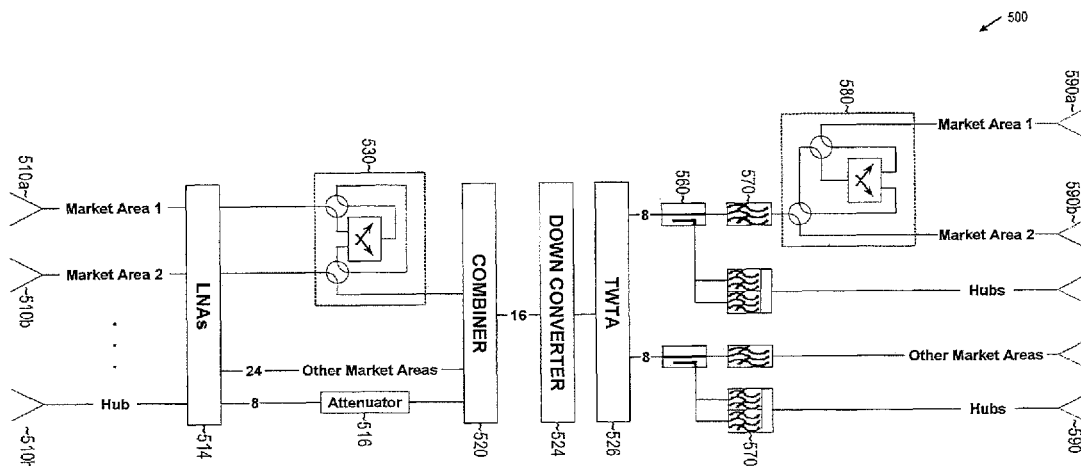 500
590a
Market Area 1
580
530
510a
560
570
590b
Market Area 1
8
Market Area 2
Market Area 2
510b
LNAs
COMBINER
16
DOWN CONVERTER
TWTA
Hubs
24
Other Market Areas
8
Other Market Areas
Hub
8
Attenuator
Hubs
510h
514
516
520
524
526
570
590